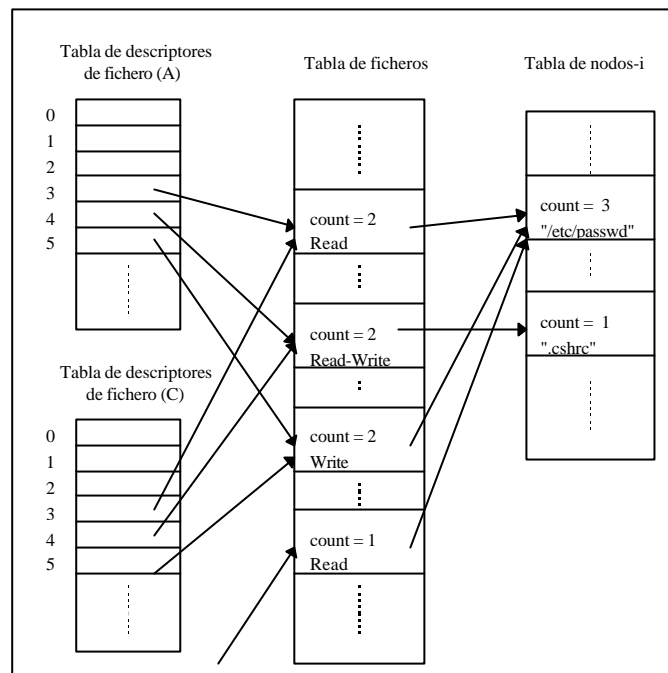 Tabla de descriptores
de fichero (A)
0
1
2
3
4
5
Tabla de descriptores
de fichero (C)
0
1
2
3
4
5
Tabla de ficheros
count = 2
Read
count = 2
Read-Write
count = 2
Write
count = 1
Read
Tabla de nodos-i
count = 3
"/etc/passwd"
count = 1
".cshrc"